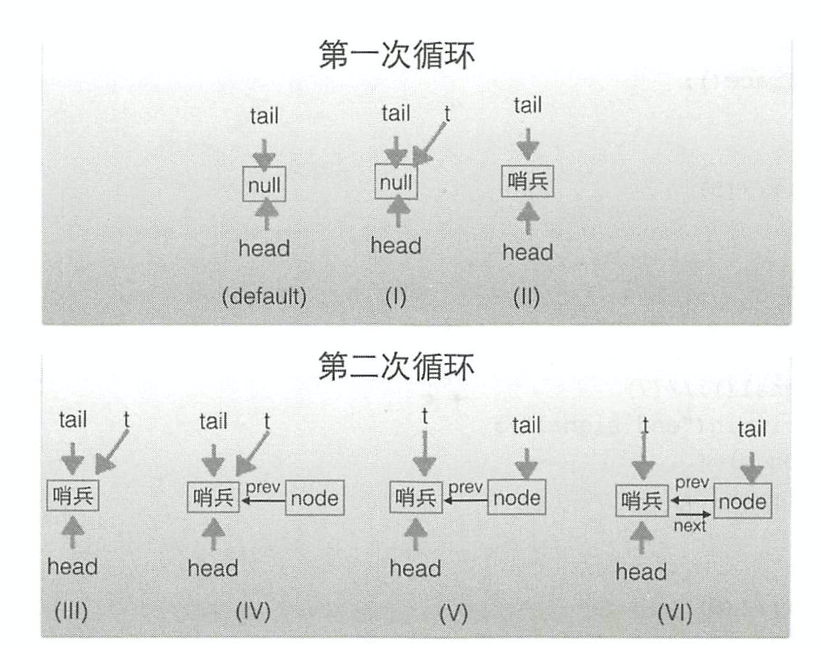 第一次循环
tail tail t tail
null null 哨兵
head head head
(default) (I) (II)
第二次循环
tail t tail t t tail t tail
哨兵 哨兵 prev node 哨兵 prev node 哨兵 prev next node
head head head head
(III) (IV) (V) (VI)